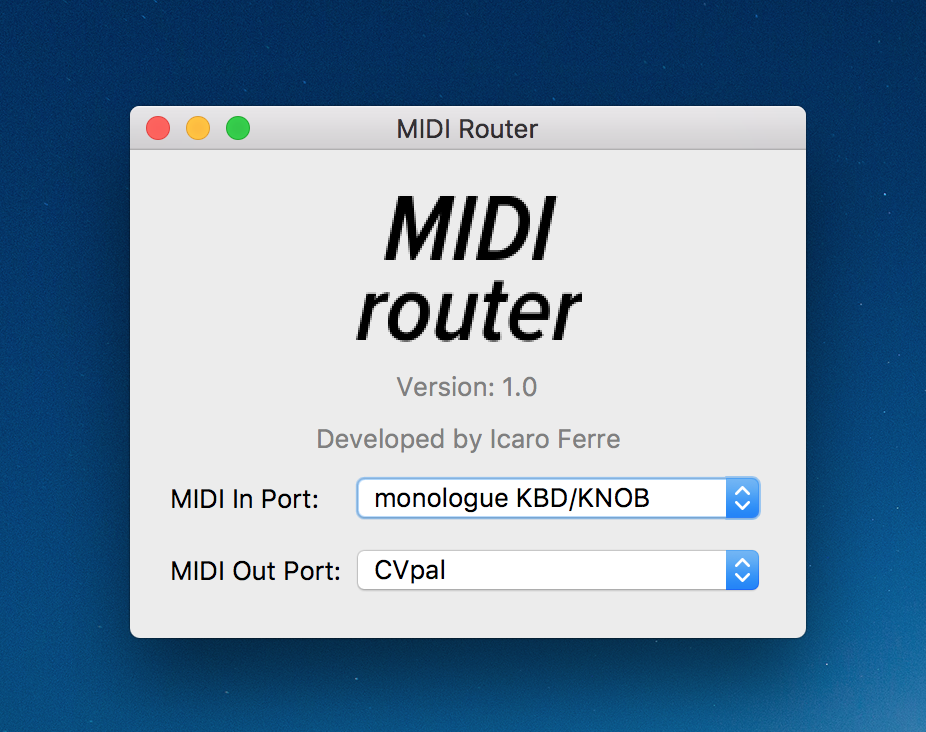 MIDI Router
MIDI
router
Version: 1.0
Developed by Icaro Ferre
MIDI In Port: monologue KBD/KNOB
MIDI Out Port: CVpal